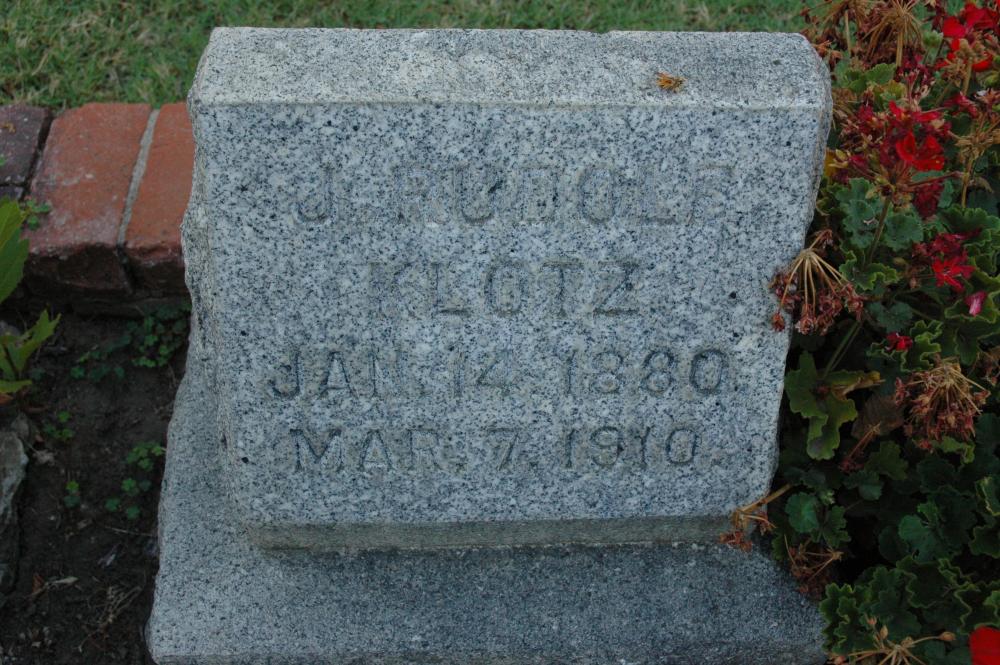 J. RUDOLF
KLOTZ
JAN. 14. 1880.
MAR. 7. 1910.